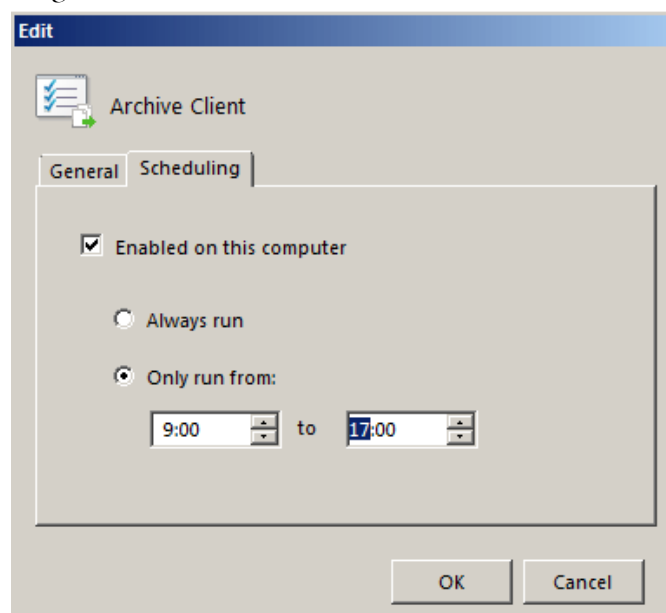 Edit
Archive Client
General Scheduling
Enabled on this computer
Always run
Only run from:
9:00 to 17:00
OK Cancel